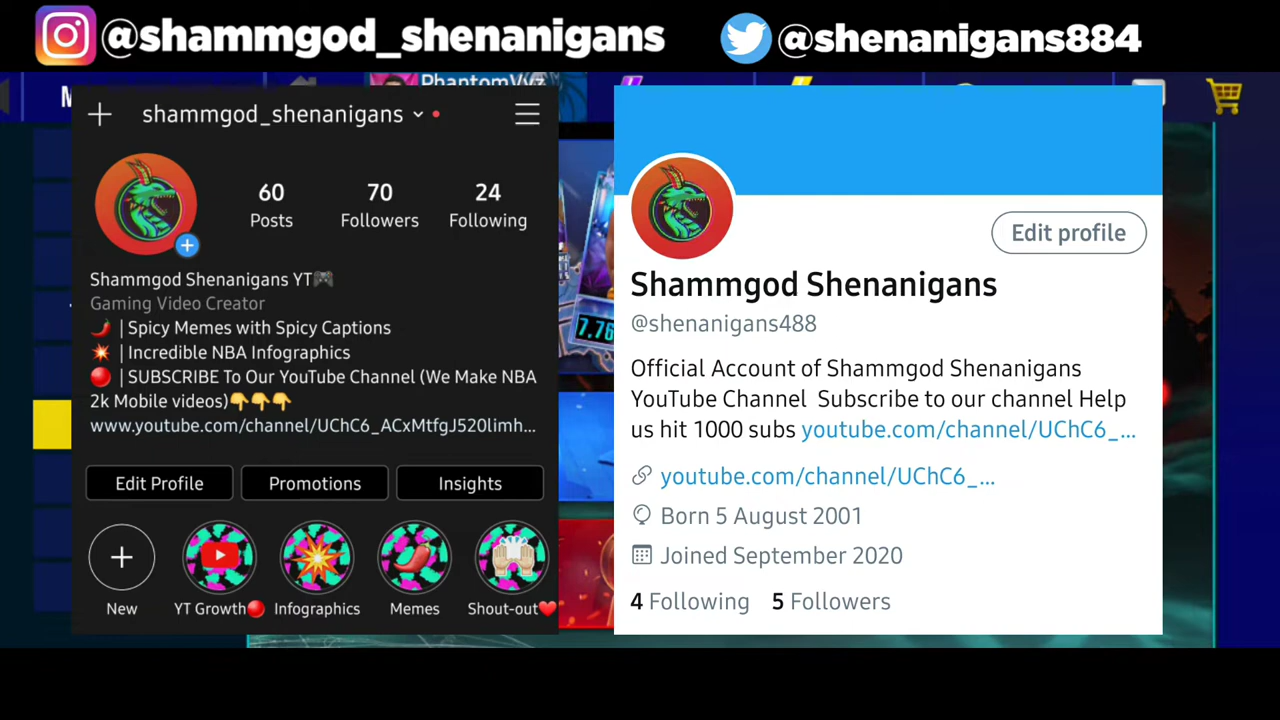 @shammgod_shenanigans
@shenanigans884
PhantomVyz
shammgod_shenanigans
60
70
24
Posts
Followers
Following
Shammgod Shenanigans YT🎮
Gaming Video Creator
🌶️ | Spicy Memes with Spicy Captions
💥 | Incredible NBA Infographics
🔴 | SUBSCRIBE To Our YouTube Channel (We Make NBA
2k Mobile videos)👇👇👇
www.youtube.com/channel/UChC6_ACxMtfgJ520limh...
Edit Profile
Promotions
Insights
New
YT Growth🔴
Infographics
Memes
Shout-out❤️
7.76
Edit profile
Shammgod Shenanigans
@shenanigans488
Official Account of Shammgod Shenanigans
YouTube Channel Subscribe to our channel Help
us hit 1000 subs youtube.com/channel/UChC6_...
youtube.com/channel/UChC6_...
Born 5 August 2001
Joined September 2020
4 Following 5 Followers